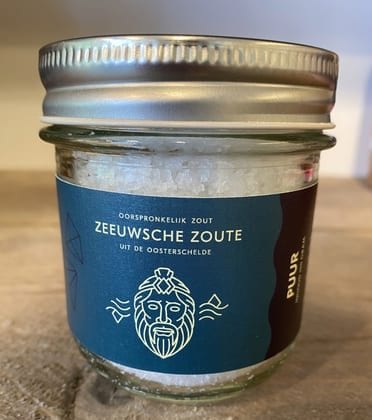 OORSPRONKELIJK ZOUT
ZEEUWSCHE ZOUTE
UIT DE OOSTERSCHELDE
PUUR